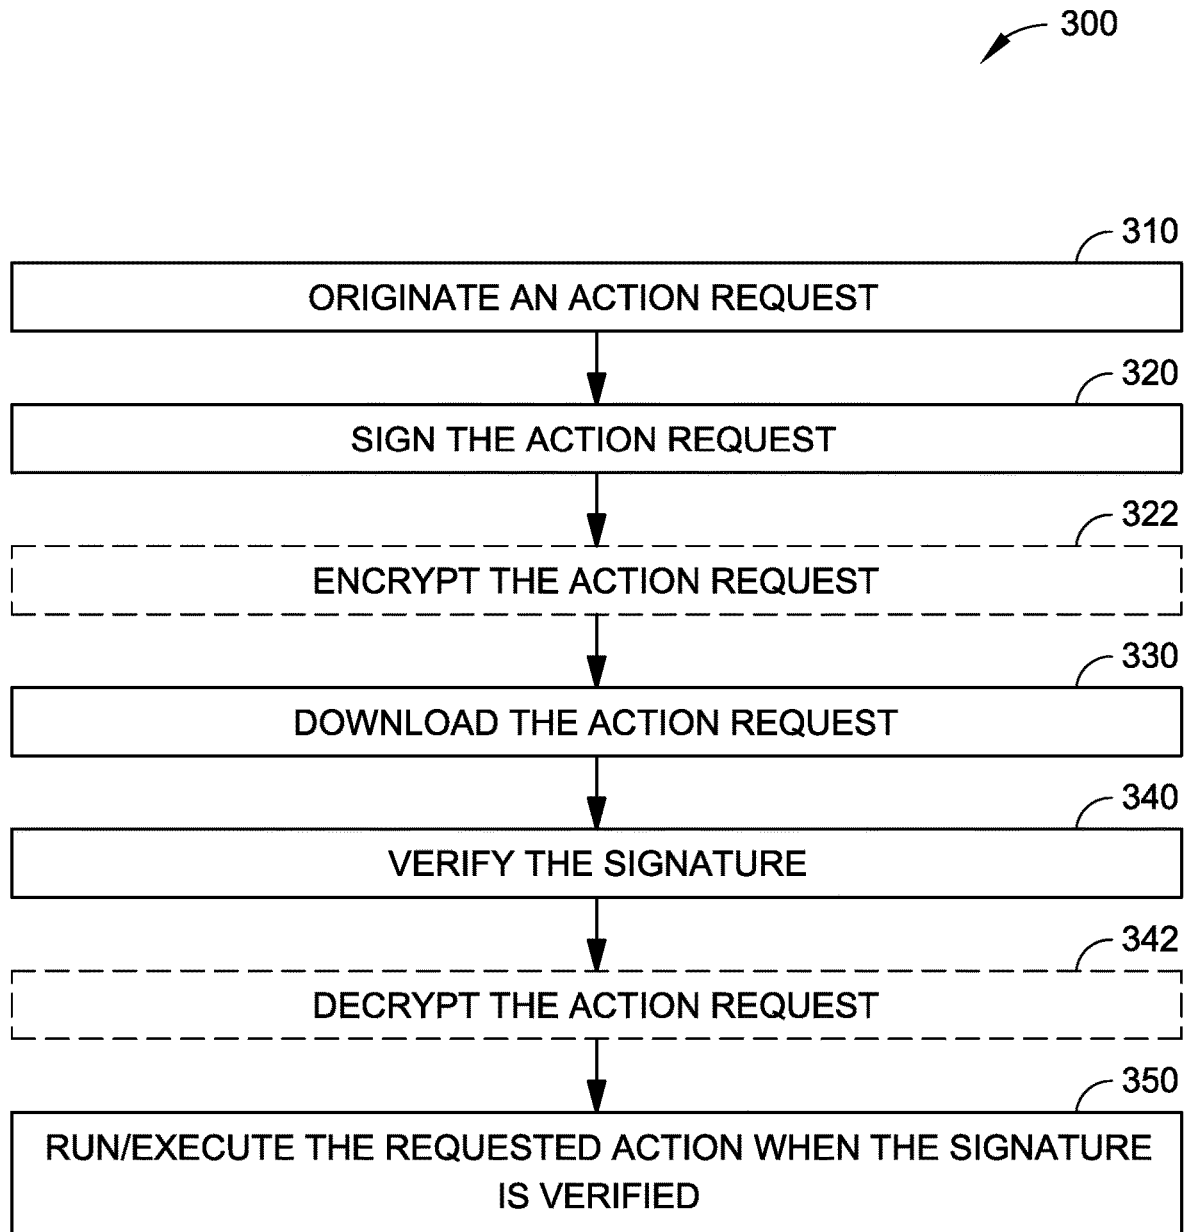 300
310
ORIGINATE AN ACTION REQUEST
320
SIGN THE ACTION REQUEST
322
ENCRYPT THE ACTION REQUEST
330
DOWNLOAD THE ACTION REQUEST
340
VERIFY THE SIGNATURE
342
DECRYPT THE ACTION REQUEST
350
RUN/EXECUTE THE REQUESTED ACTION WHEN THE SIGNATURE
IS VERIFIED